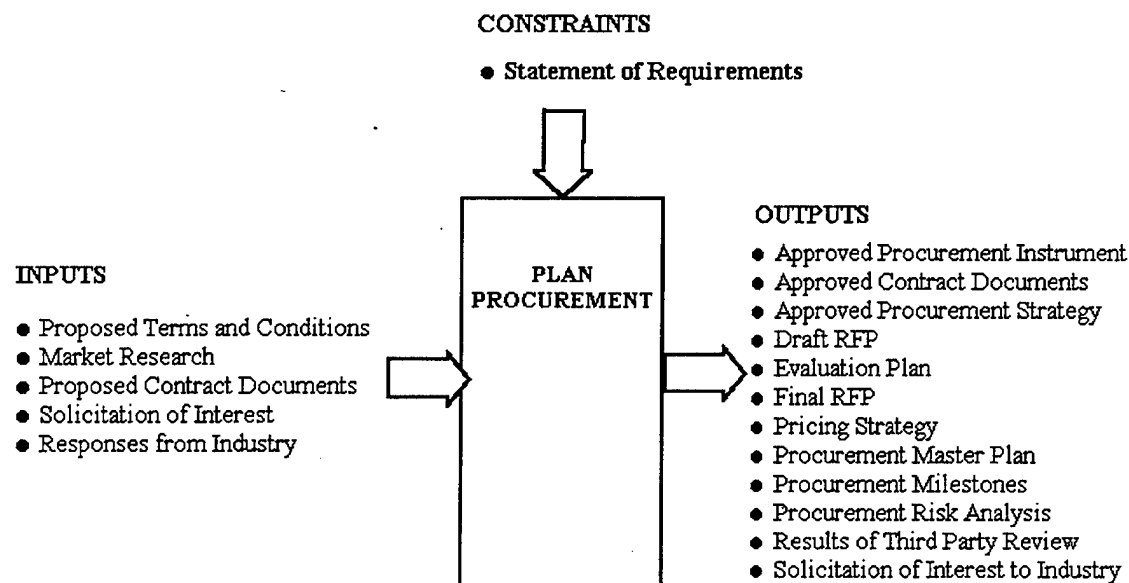 CONSTRAINTS
● Statement of Requirements
INPUTS
● Proposed Terms and Conditions
● Market Research
● Proposed Contract Documents
● Solicitation of Interest
● Responses from Industry
PLAN
PROCUREMENT
OUTPUTS
● Approved Procurement Instrument
● Approved Contract Documents
● Approved Procurement Strategy
● Draft RFP
● Evaluation Plan
● Final RFP
● Pricing Strategy
● Procurement Master Plan
● Procurement Milestones
● Procurement Risk Analysis
● Results of Third Party Review
● Solicitation of Interest to Industry